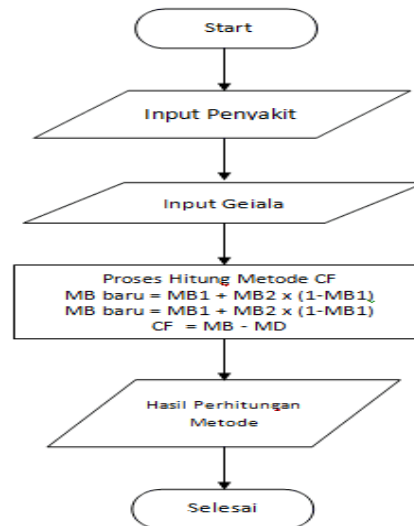 Start
Input Penyakit
Input Geiala
Proses Hitung Metode CF
MB baru = MB1 + MB2 x (1-MB1)
MB baru = MB1 + MB2 x (1-MB1)
CF = MB - MD
Hasil Perhitungan
Metode
Selesai